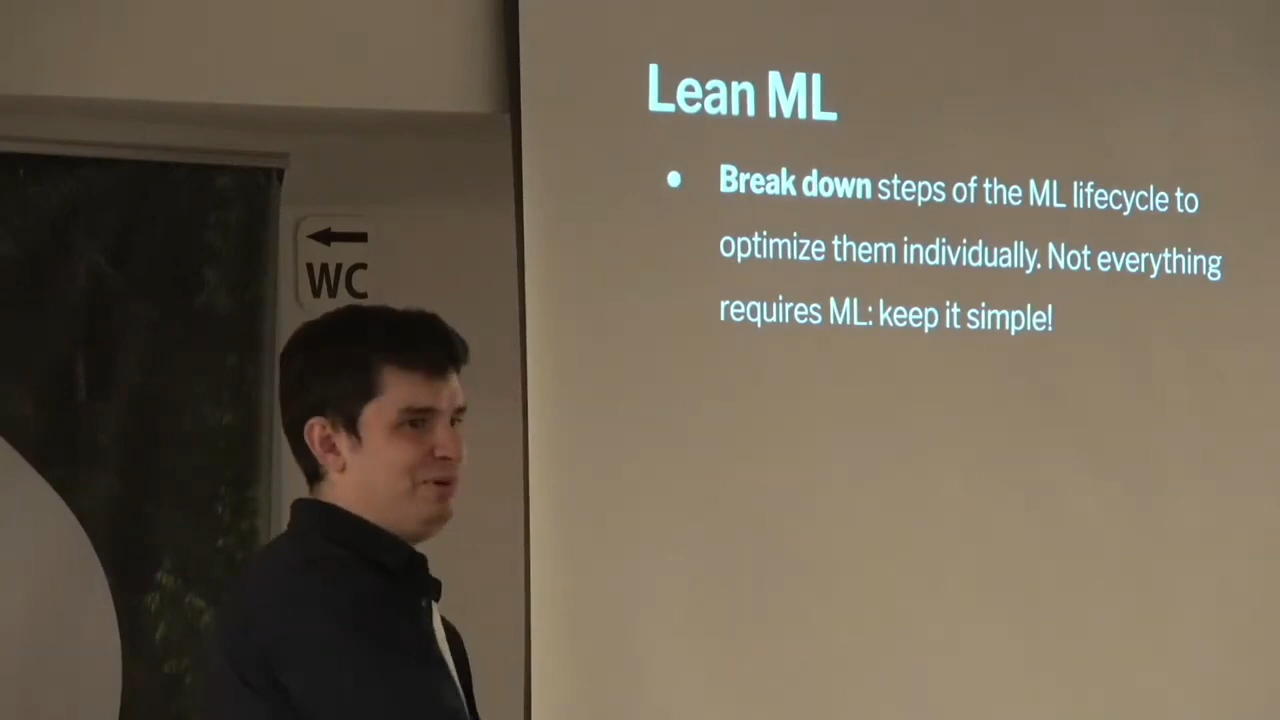 WC
Lean ML
• Break down steps of the ML lifecycle to
optimize them individually. Not everything
requires ML: keep it simple!